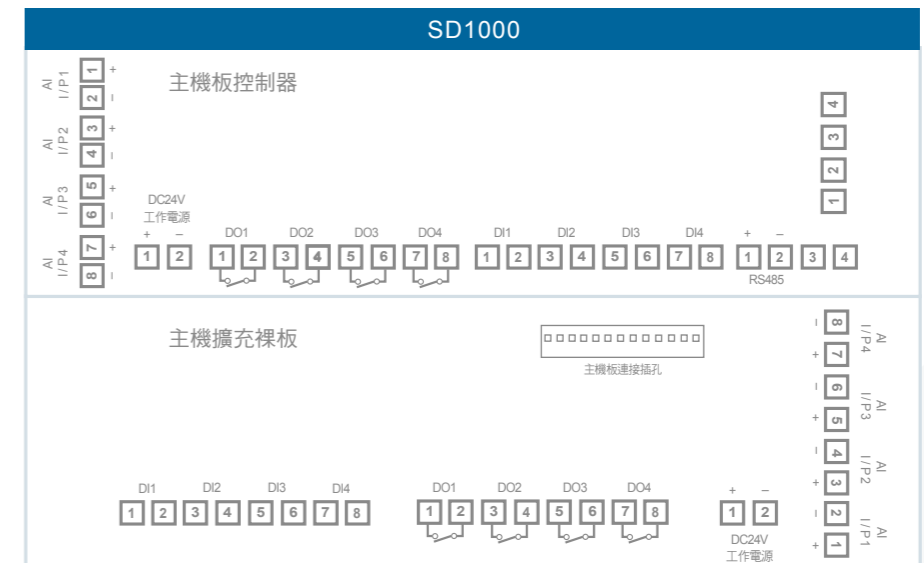 SD1000
主機板控制器
AI I/P1 1 + 2 −
AI I/P2 3 + 4 −
AI I/P3 5 + 6 −
AI I/P4 7 + 8 −
4
3
2
1
DC24V
工作電源
+ − DO1 DO2 DO3 DO4 DI1 DI2 DI3 DI4 + −
1 2 1 2 3 4 5 6 7 8 1 2 3 4 5 6 7 8 1 2 3 4
RS485
主機擴充裸板
主機板連接插孔
− 8 + 7 AI I/P4
− 6 + 5 AI I/P3
− 4 + 3 AI I/P2
− 2 + 1 AI I/P1
DI1 DI2 DI3 DI4 DO1 DO2 DO3 DO4 + −
1 2 3 4 5 6 7 8 1 2 3 4 5 6 7 8 1 2
DC24V
工作電源